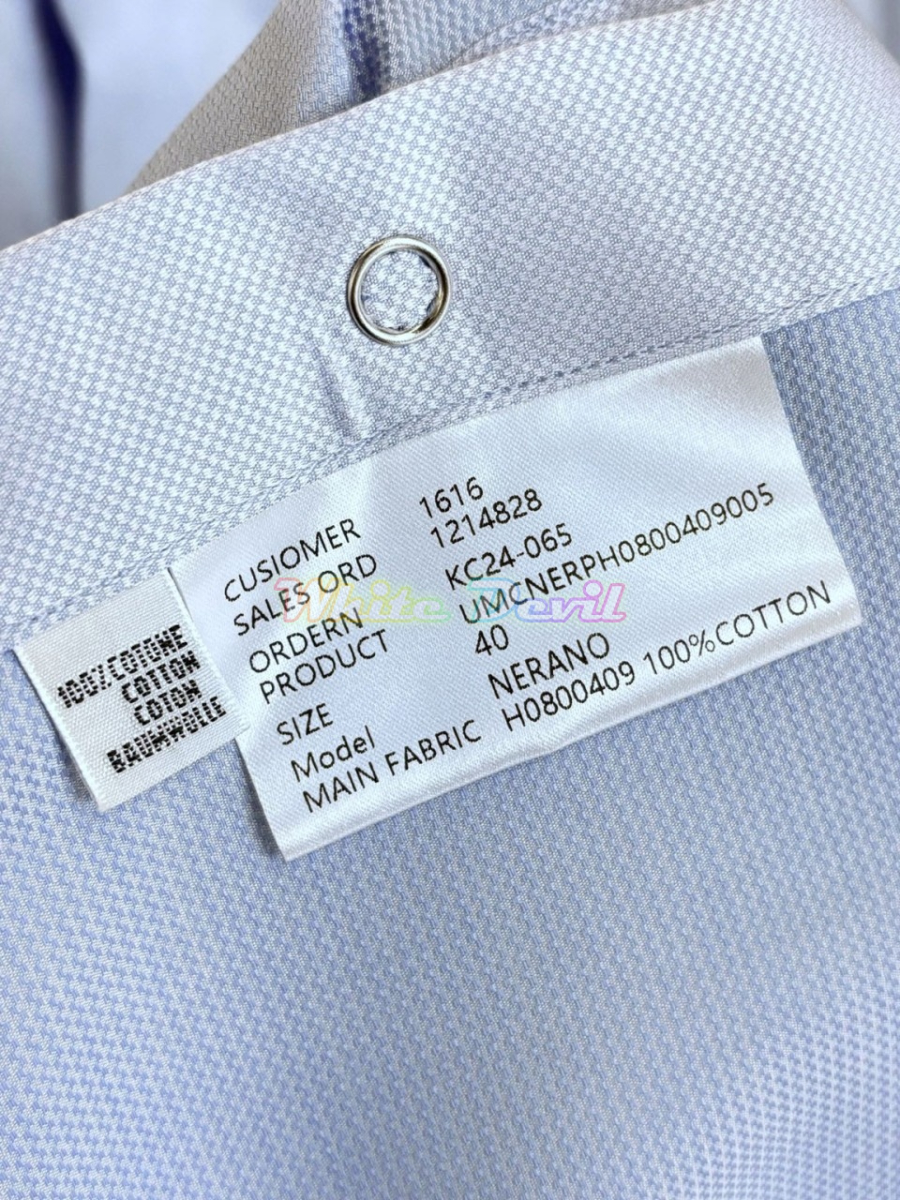 CUSIOMER 1616
SALES ORD 1214828
ORDERN KC24-065
PRODUCT UMCNERPH0800409005
SIZE 40
Model NERANO
MAIN FABRIC H0800409 100%COTTON
100%COTONE
COTTON
COTON
BAUMWOLLE
White Devil